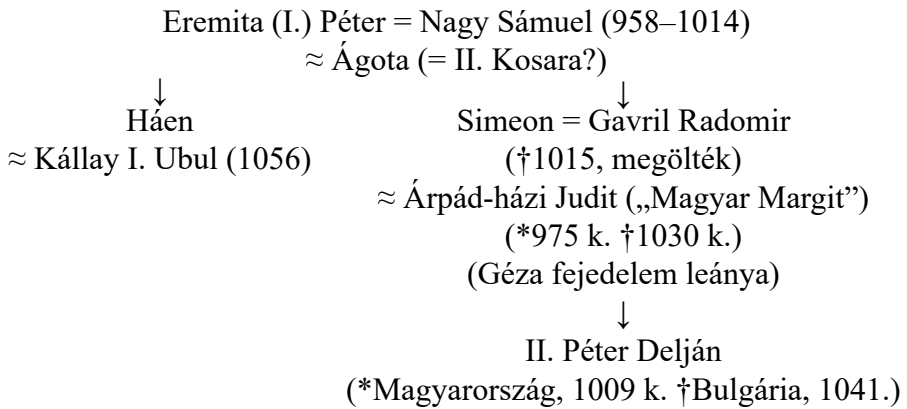 Eremita (I.) Péter = Nagy Sámuel (958–1014)
≈ Ágota (= II. Kosara?)
↓ ↓
Háen Simeon = Gavril Radomir
≈ Kállay I. Ubul (1056) (†1015, megölték)
≈ Árpád-házi Judit („Magyar Margit”)
(*975 k. †1030 k.)
(Géza fejedelem leánya)
↓
II. Péter Delján
(*Magyarország, 1009 k. †Bulgária, 1041.)